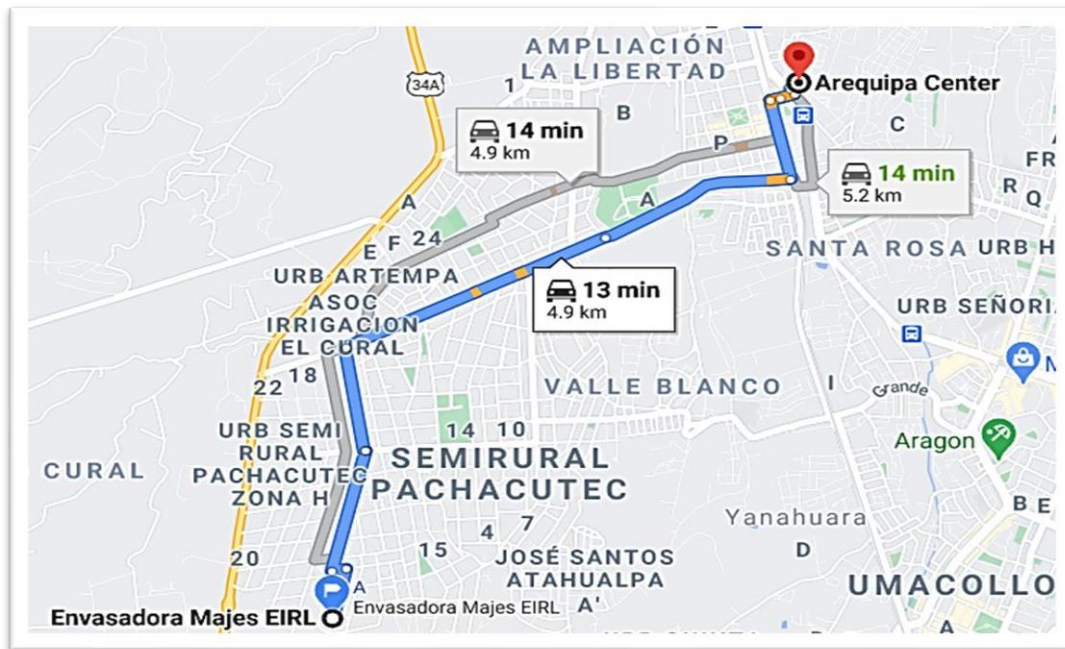 AMPLIACIÓN
LA LIBERTAD
34A
1
B
Arequipa Center
C
14 min
4.9 km
P
FR
R
Q
14 min
5.2 km
A
A
E F 24
SANTA ROSA
URB H
URB ARTEMPA
13 min
4.9 km
ASOC
IRRIGACION
EL CURAL
URB SEÑORI
22
18
VALLE BLANCO
I
Grande
M
14
10
URB SEMI
RURAL
PACHACUTEC
ZONA H
SEMIRURAL
PACHACUTEC
Aragon
CURAL
4
7
Yanahuara
B E
20
15
JOSÉ SANTOS
ATAHUALPA
D
A
Envasadora Majes EIRL
A'
UMACOLLO
Envasadora Majes EIRL
A